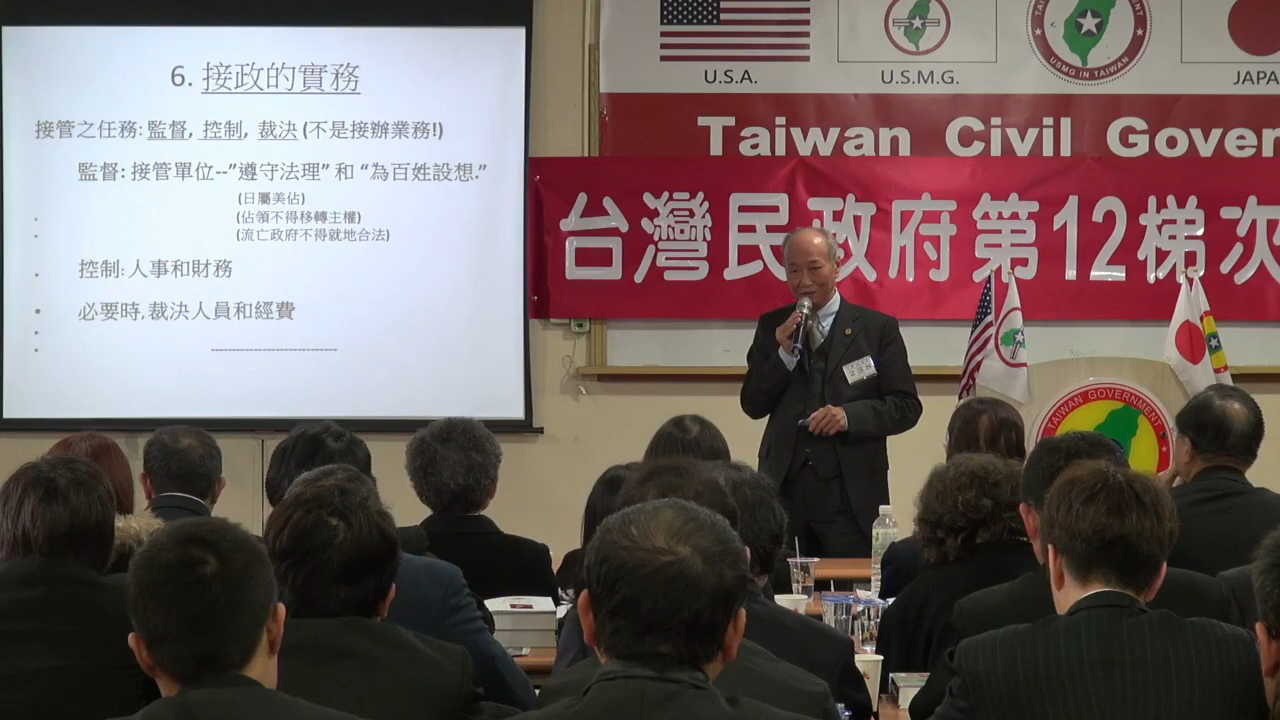 6. 接政的實務
接管之任務: 監督, 控制, 裁決 (不是接辦業務!)
監督: 接管單位--”遵守法理” 和 “為百姓設想.”
(日屬美佔)
(佔領不得移轉主權)
(流亡政府不得就地合法)
控制: 人事和財務
必要時, 裁決人員和經費
U.S.A.
U.S.M.G.
USMG IN TAIWAN
JAPA
Taiwan Civil Gover
台灣民政府第12梯次
TAIWAN GOVERNMENT